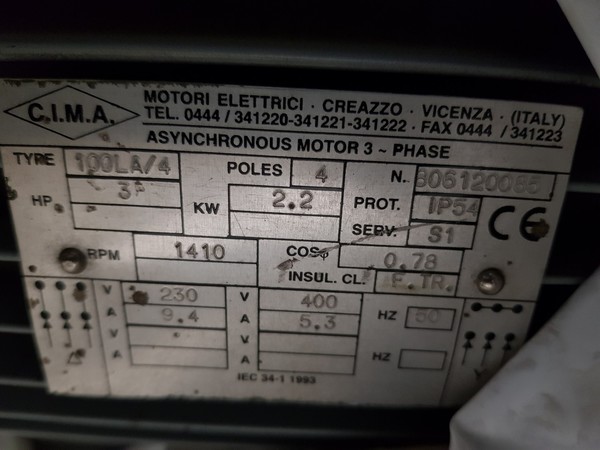 C.I.M.A.
MOTORI ELETTRICI · CREAZZO · VICENZA · (ITALY)
TEL. 0444 / 341220-341221-341222 · FAX 0444 / 341223
ASYNCHRONOUS MOTOR 3 ~ PHASE
TYPE 100LA/4 POLES 4 N. 806120085
HP 3 KW 2.2 PROT. IP54
SERV. S1 CE
RPM 1410 COSφ 0.78
INSUL. CL. F.TR.
V 230 V 400
A 9.4 A 5.3 HZ 50
V V
A A HZ
IEC 34-1 1993